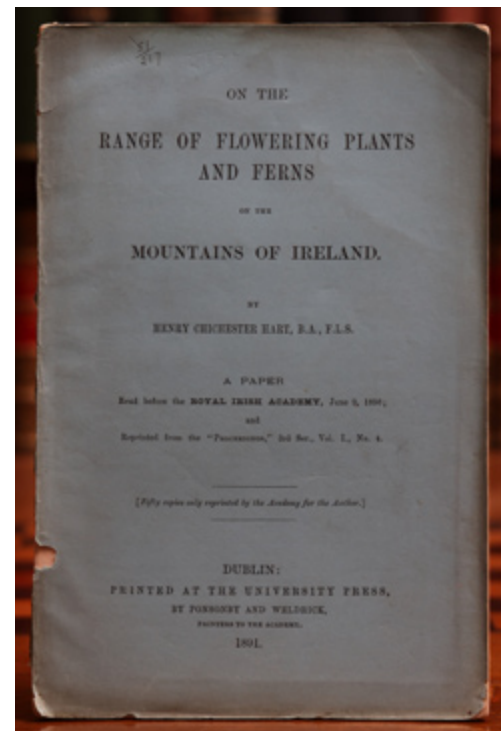 ON THE
RANGE OF FLOWERING PLANTS
AND FERNS
ON THE
MOUNTAINS OF IRELAND.
BY
HENRY CHICHESTER HART, B.A., F.L.S.
A PAPER
Read before the ROYAL IRISH ACADEMY, June 9, 1890;
and
Reprinted from the "PROCEEDINGS," 3rd Ser., Vol. I., No. 4.
[Fifty copies only reprinted by the Academy for the Author.]
DUBLIN:
PRINTED AT THE UNIVERSITY PRESS,
BY PONSONBY AND WELDRICK,
PRINTERS TO THE ACADEMY.
1891.